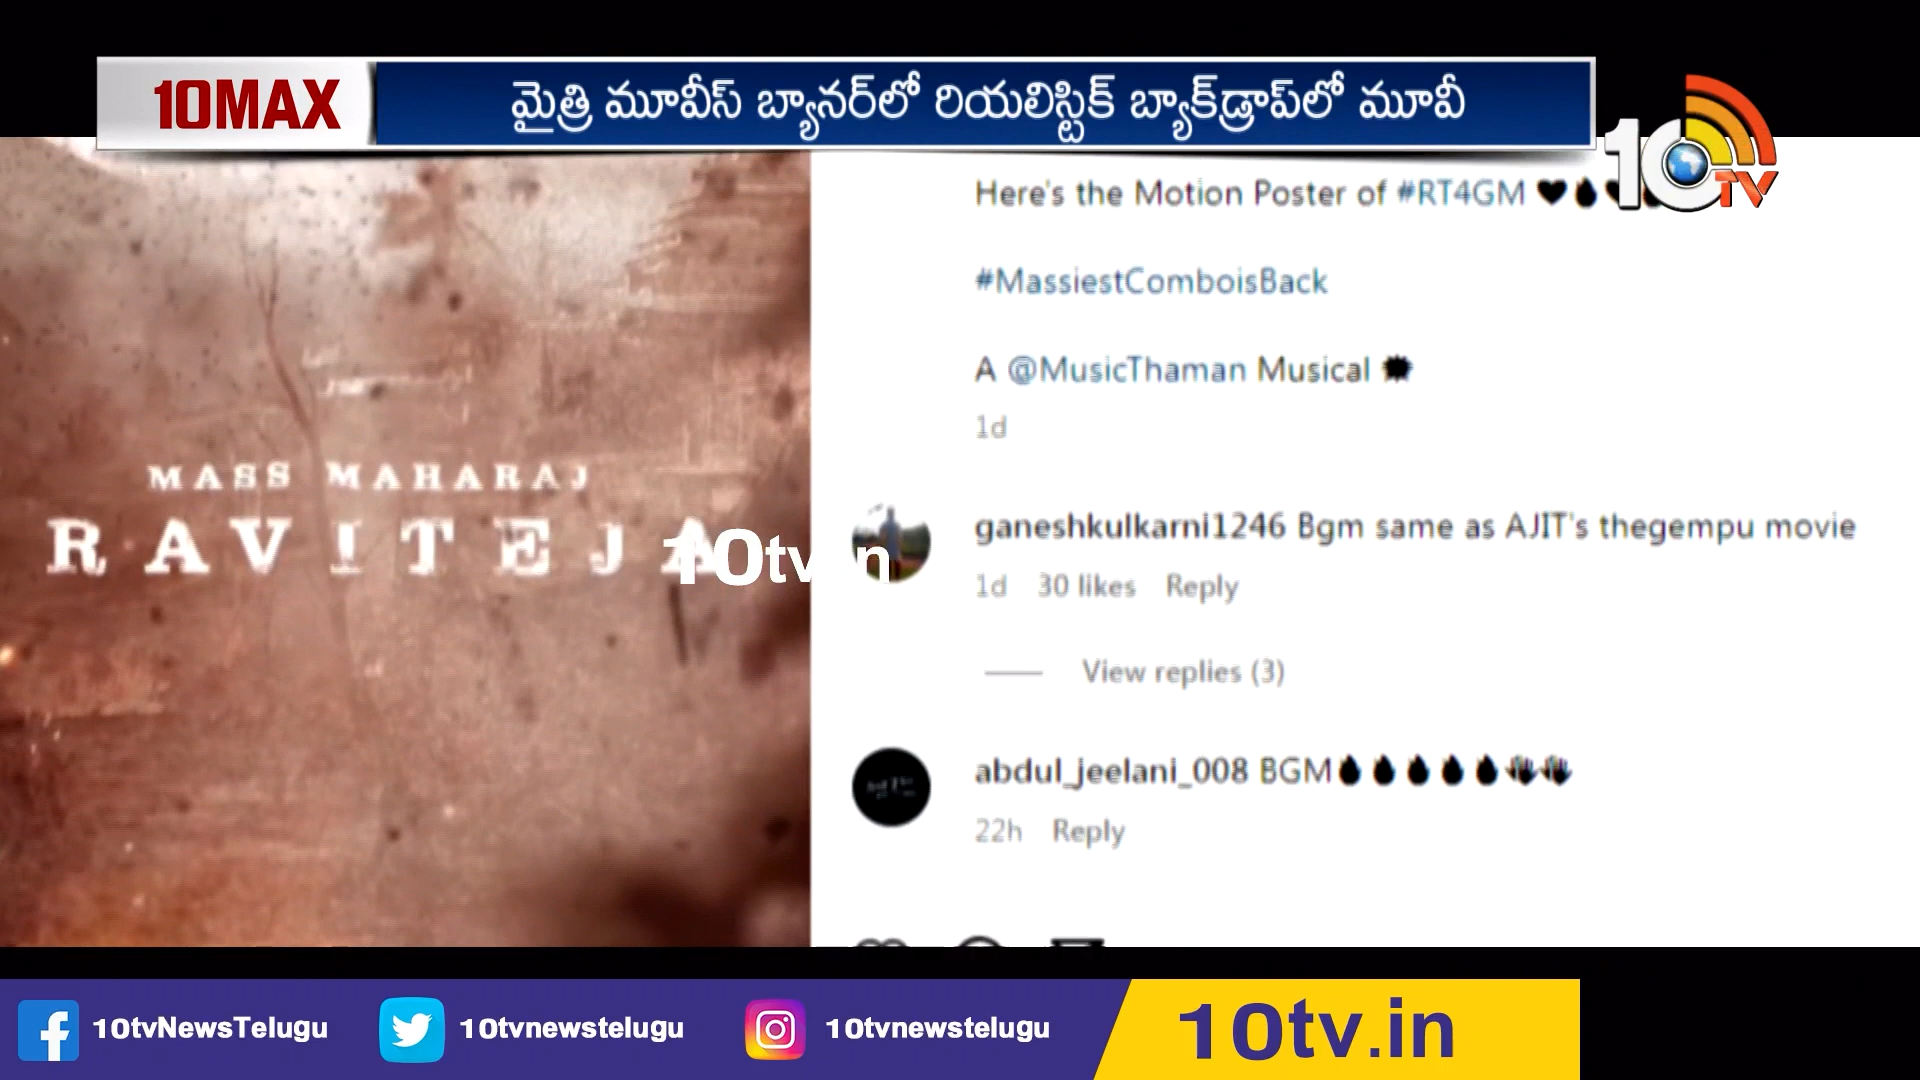 10MAX
మైత్రి మూవీస్ బ్యానర్‌లో రియలిస్టిక్ బ్యాక్‌డ్రాప్‌లో మూవీ
10TV
Here's the Motion Poster of #RT4GM
#MassiestComboisBack
A @MusicThaman Musical
1d
MASS MAHARAJ
RAVITEJA
10tv.in
ganeshkulkarni1246 Bgm same as AJIT's thegempu movie
1d 30 likes Reply
View replies (3)
abdul_jeelani_008 BGM
22h Reply
10tvNewsTelugu
10tvnewstelugu
10tvnewstelugu
10tv.in